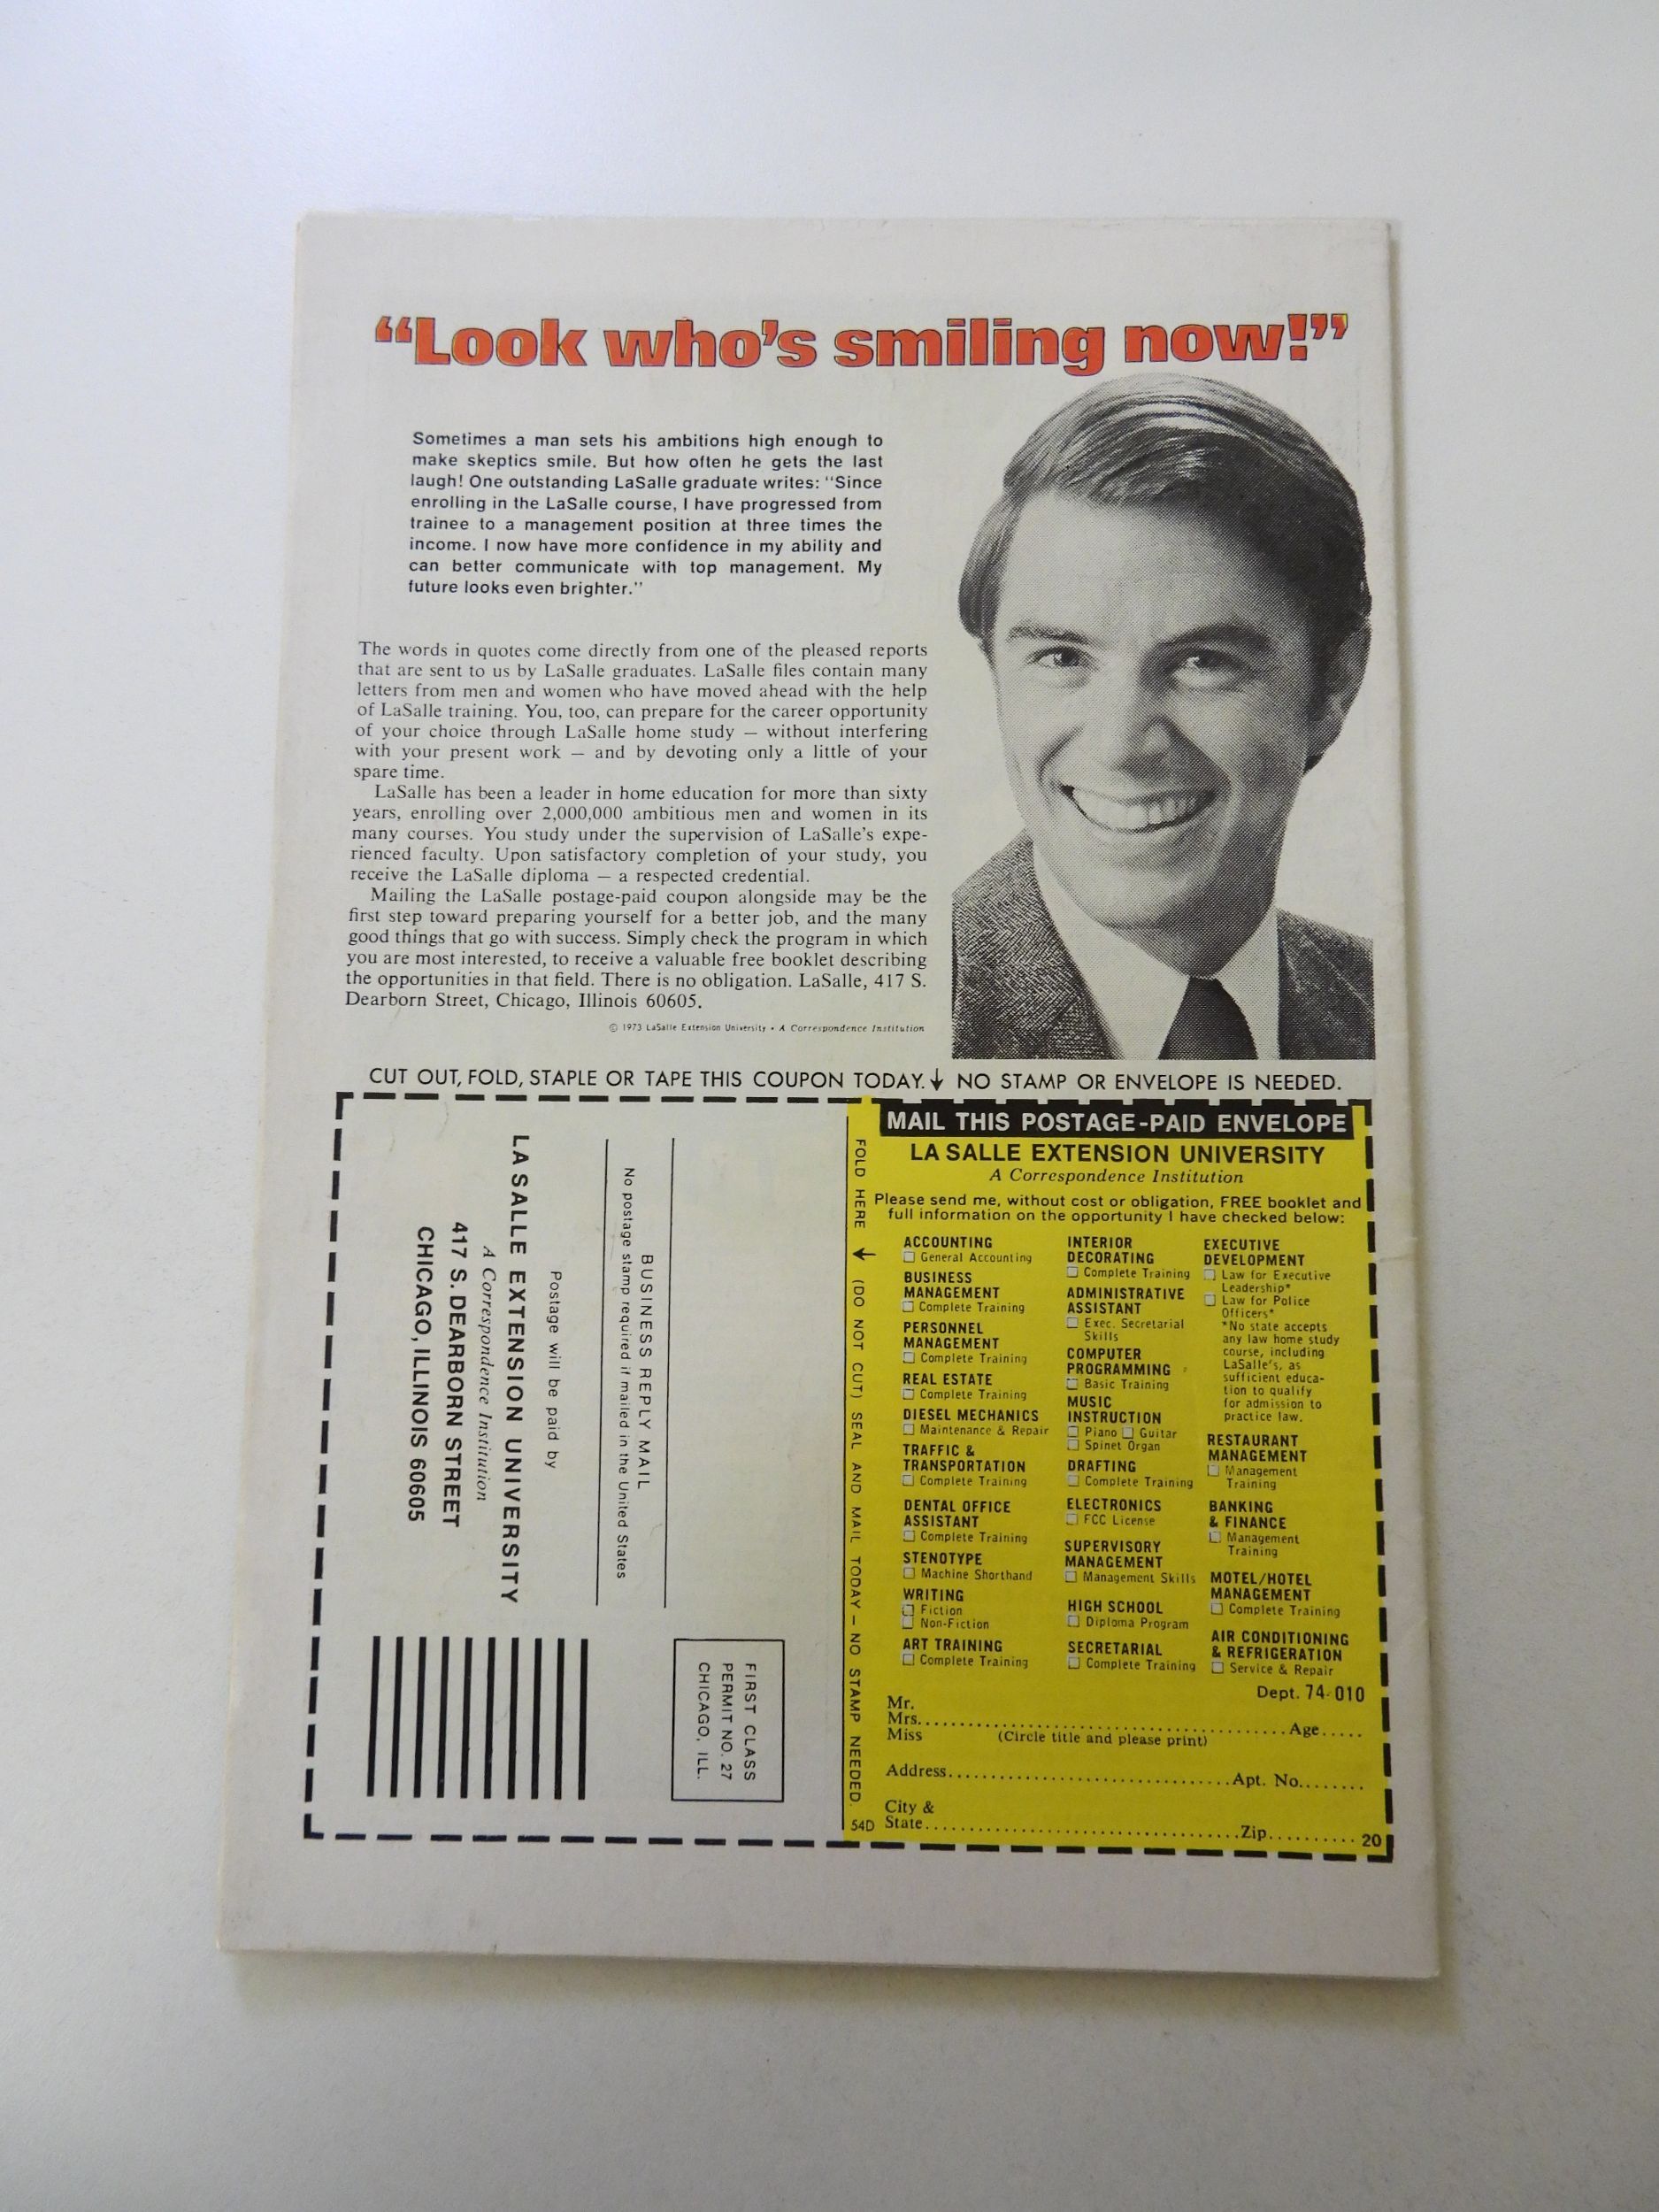 “Look who’s smiling now!”
Sometimes a man sets his ambitions high enough to
make skeptics smile. But how often he gets the last
laugh! One outstanding LaSalle graduate writes: “Since
enrolling in the LaSalle course, I have progressed from
trainee to a management position at three times the
income. I now have more confidence in my ability and
can better communicate with top management. My
future looks even brighter.”
The words in quotes come directly from one of the pleased reports
that are sent to us by LaSalle graduates. LaSalle files contain many
letters from men and women who have moved ahead with the help
of LaSalle training. You, too, can prepare for the career opportunity
of your choice through LaSalle home study — without interfering
with your present work — and by devoting only a little of your
spare time.
LaSalle has been a leader in home education for more than sixty
years, enrolling over 2,000,000 ambitious men and women in its
many courses. You study under the supervision of LaSalle’s expe-
rienced faculty. Upon satisfactory completion of your study, you
receive the LaSalle diploma — a respected credential.
Mailing the LaSalle postage-paid coupon alongside may be the
first step toward preparing yourself for a better job, and the many
good things that go with success. Simply check the program in which
you are most interested, to receive a valuable free booklet describing
the opportunities in that field. There is no obligation. LaSalle, 417 S.
Dearborn Street, Chicago, Illinois 60605.
© 1973 LaSalle Extension University • A Correspondence Institution
CUT OUT, FOLD, STAPLE OR TAPE THIS COUPON TODAY. ↓ NO STAMP OR ENVELOPE IS NEEDED.
FIRST CLASS
PERMIT NO. 27
CHICAGO, ILL.
BUSINESS REPLY MAIL
No postage stamp required if mailed in the United States
Postage will be paid by
LA SALLE EXTENSION UNIVERSITY
A Correspondence Institution
417 S. DEARBORN STREET
CHICAGO, ILLINOIS 60605
FOLD HERE ← (DO NOT CUT) SEAL AND MAIL TODAY — NO STAMP NEEDED.
54D
MAIL THIS POSTAGE-PAID ENVELOPE
LA SALLE EXTENSION UNIVERSITY
A Correspondence Institution
Please send me, without cost or obligation, FREE booklet and
full information on the opportunity I have checked below:
ACCOUNTING
☐ General Accounting
BUSINESS
MANAGEMENT
☐ Complete Training
PERSONNEL
MANAGEMENT
☐ Complete Training
REAL ESTATE
☐ Complete Training
DIESEL MECHANICS
☐ Maintenance & Repair
TRAFFIC &
TRANSPORTATION
☐ Complete Training
DENTAL OFFICE
ASSISTANT
☐ Complete Training
STENOTYPE
☐ Machine Shorthand
WRITING
☐ Fiction
☐ Non-Fiction
ART TRAINING
☐ Complete Training
INTERIOR
DECORATING
☐ Complete Training
ADMINISTRATIVE
ASSISTANT
☐ Exec. Secretarial
Skills
COMPUTER
PROGRAMMING
☐ Basic Training
MUSIC
INSTRUCTION
☐ Piano ☐ Guitar
☐ Spinet Organ
DRAFTING
☐ Complete Training
ELECTRONICS
☐ FCC License
SUPERVISORY
MANAGEMENT
☐ Management Skills
HIGH SCHOOL
☐ Diploma Program
SECRETARIAL
☐ Complete Training
EXECUTIVE
DEVELOPMENT
☐ Law for Executive
Leadership*
☐ Law for Police
Officers*
*No state accepts
any law home study
course, including
LaSalle's, as
sufficient educa-
tion to qualify
for admission to
practice law.
RESTAURANT
MANAGEMENT
☐ Management
Training
BANKING
& FINANCE
☐ Management
Training
MOTEL/HOTEL
MANAGEMENT
☐ Complete Training
AIR CONDITIONING
& REFRIGERATION
☐ Service & Repair
Dept. 74-010
Mr.
Mrs. ........................................ Age.....
Miss (Circle title and please print)
Address................................ Apt. No........
City &
State.................................... Zip.......... 20